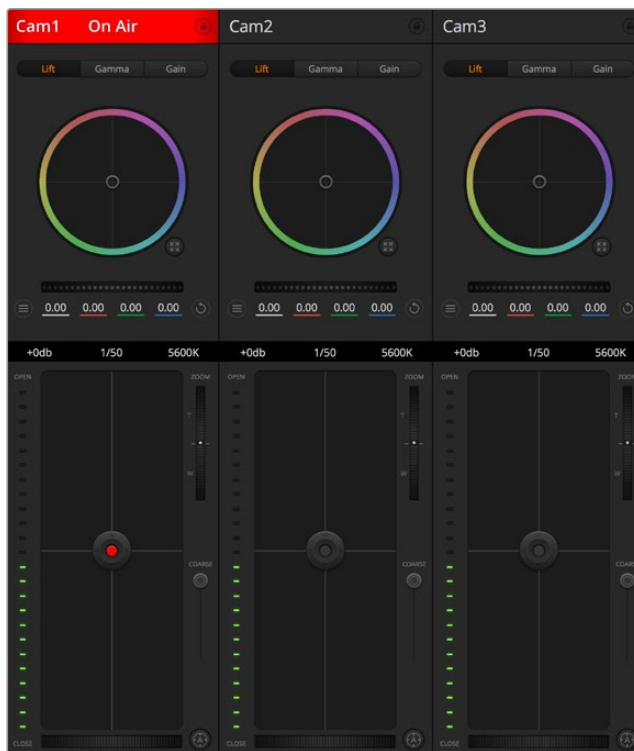 Cam1 On Air
Lift Gamma Gain
0.00 0.00 0.00 0.00
+0db 1/50 5600K
OPEN ZOOM
T
W
COARSE
CLOSE
A
Cam2
Lift Gamma Gain
0.00 0.00 0.00 0.00
+0db 1/50 5600K
OPEN ZOOM
T
W
COARSE
CLOSE
A
Cam3
Lift Gamma Gain
0.00 0.00 0.00 0.00
+0db 1/50 5600K
OPEN ZOOM
T
W
COARSE
CLOSE
A